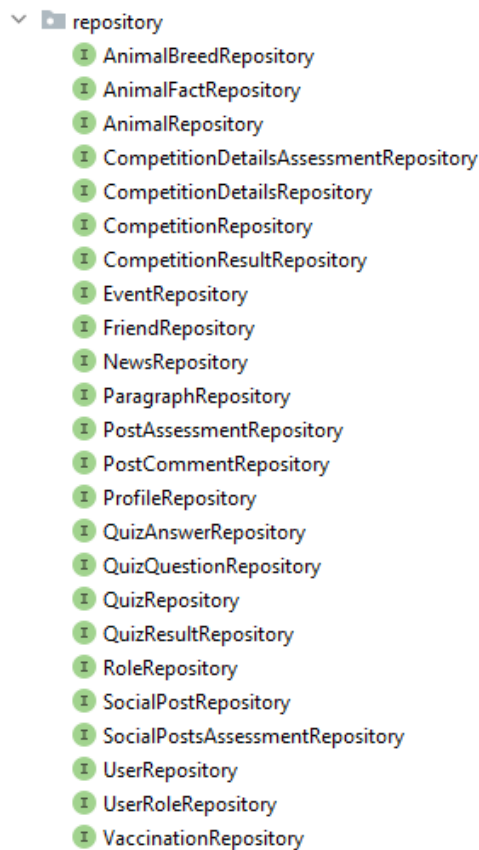 repository
I AnimalBreedRepository
I AnimalFactRepository
I AnimalRepository
I CompetitionDetailsAssessmentRepository
I CompetitionDetailsRepository
I CompetitionRepository
I CompetitionResultRepository
I EventRepository
I FriendRepository
I NewsRepository
I ParagraphRepository
I PostAssessmentRepository
I PostCommentRepository
I ProfileRepository
I QuizAnswerRepository
I QuizQuestionRepository
I QuizRepository
I QuizResultRepository
I RoleRepository
I SocialPostRepository
I SocialPostsAssessmentRepository
I UserRepository
I UserRoleRepository
I VaccinationRepository